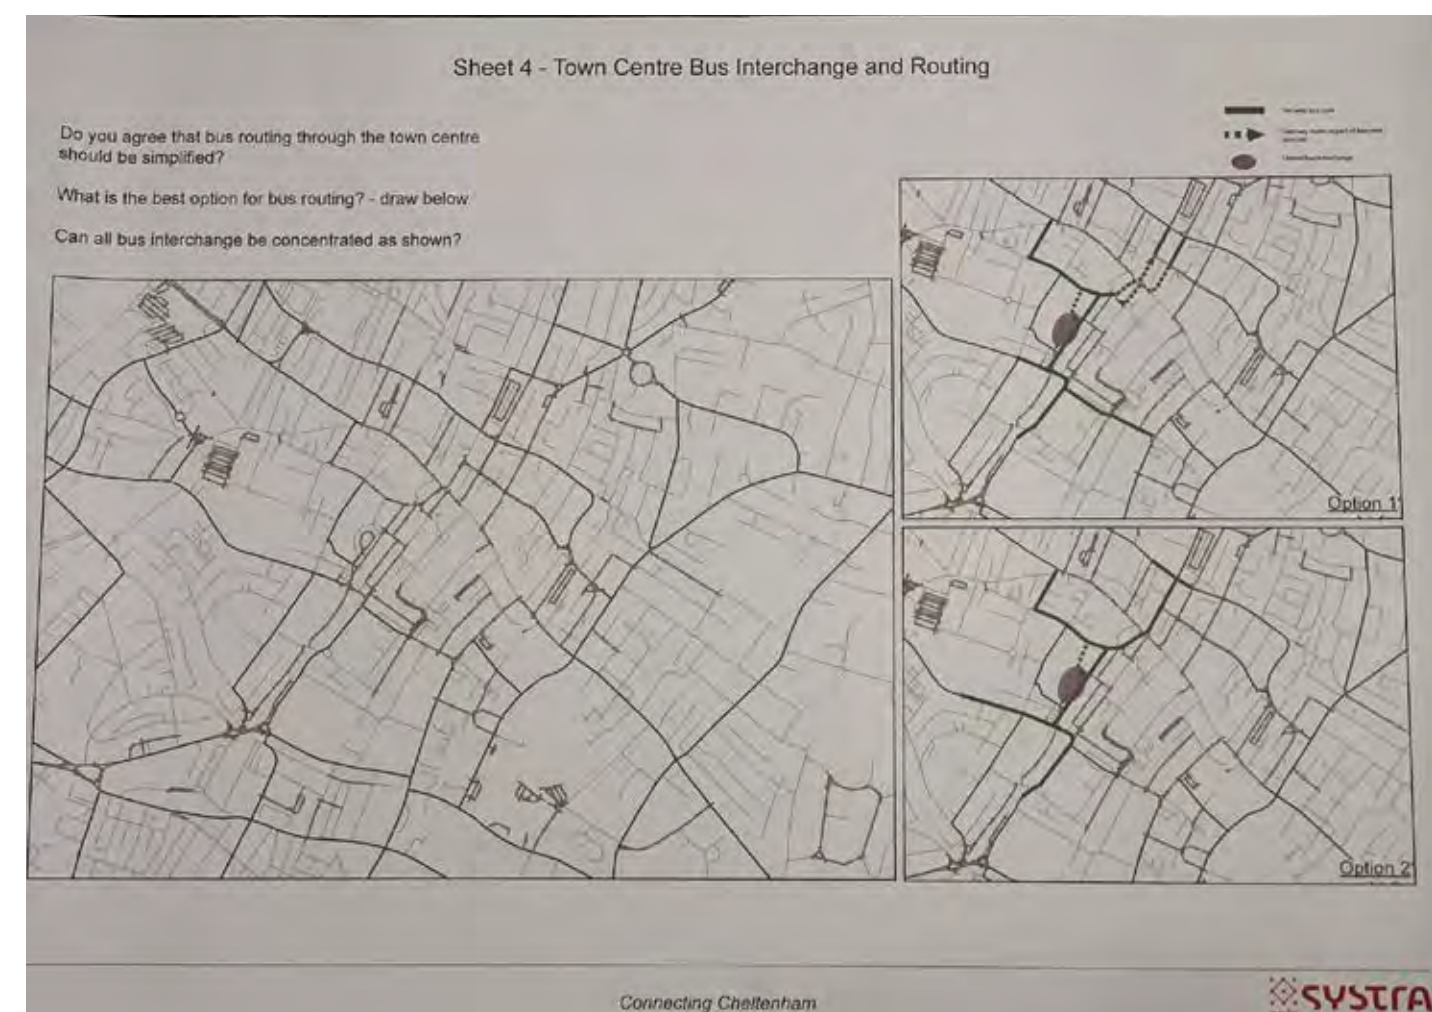 Sheet 4 - Town Centre Bus Interchange and Routing
Do you agree that bus routing through the town centre
should be simplified?
What is the best option for bus routing? - draw below
Can all bus interchange be concentrated as shown?
Option 1
Option 2
Connecting Cheltenham
SYSTRA